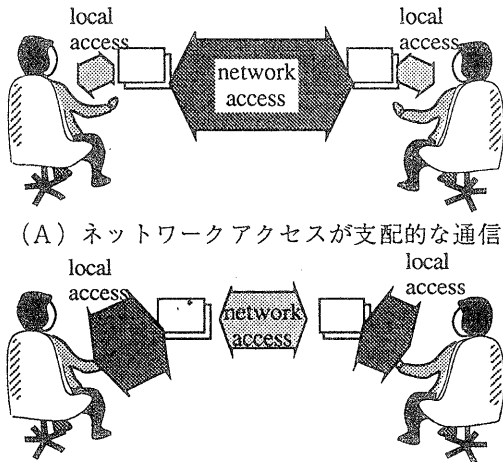 local
access
local
access
network
access
(A) ネットワークアクセスが支配的な通信
local
access
local
access
network
access